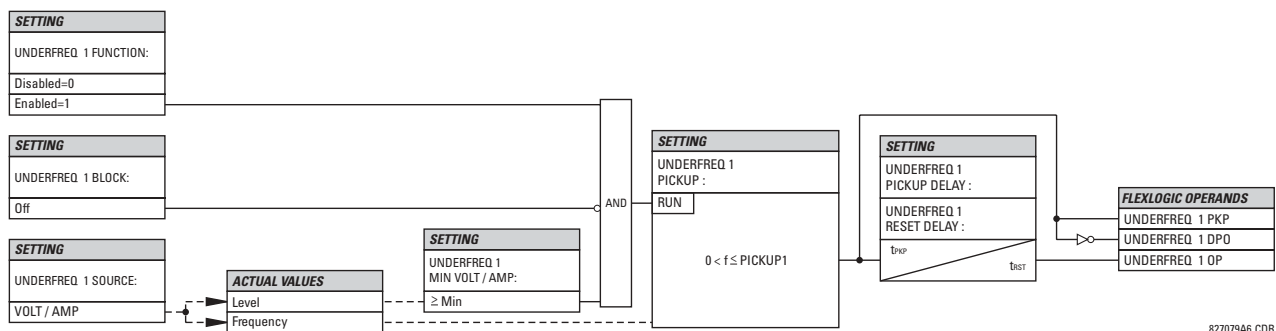 SETTING
UNDERFREQ 1 FUNCTION:
Disabled=0
Enabled=1
SETTING
UNDERFREQ 1 BLOCK:
Off
SETTING
UNDERFREQ 1 SOURCE:
VOLT / AMP
ACTUAL VALUES
Level
Frequency
SETTING
UNDERFREQ 1
MIN VOLT / AMP:
≥ Min
AND
SETTING
UNDERFREQ 1
PICKUP :
RUN
0 < f ≤ PICKUP1
SETTING
UNDERFREQ 1
PICKUP DELAY :
UNDERFREQ 1
RESET DELAY :
tPKP
tRST
FLEXLOGIC OPERANDS
UNDERFREQ 1 PKP
UNDERFREQ 1 DPO
UNDERFREQ 1 OP
827079A6.CDR